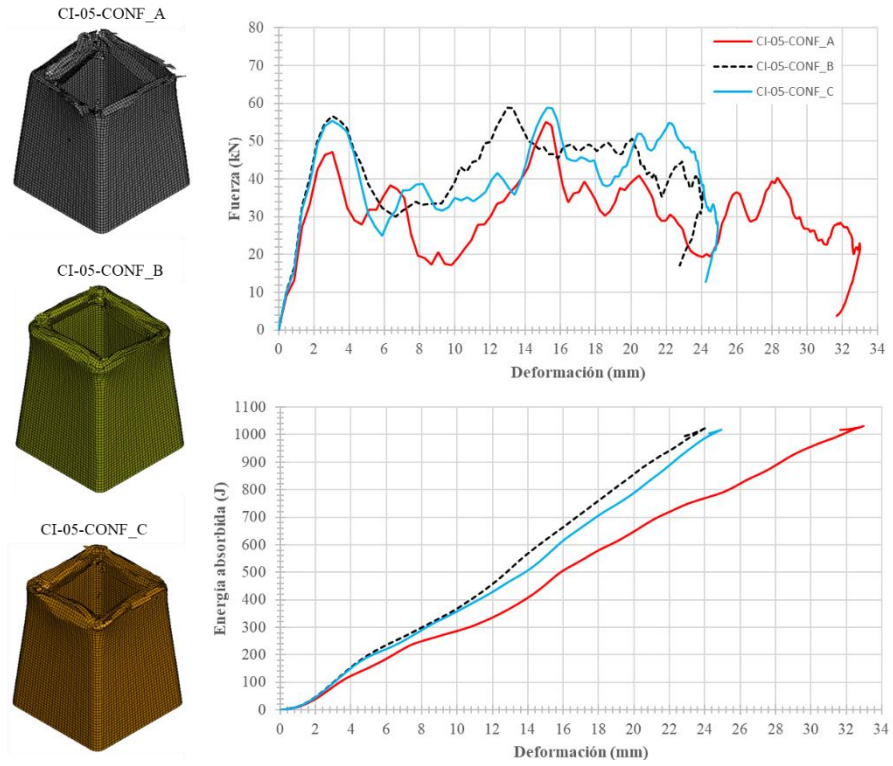 CI-05-CONF_A
CI-05-CONF_B
CI-05-CONF_C
80
70
60
50
40
30
20
10
0
Fuerza (kN)
CI-05-CONF_A
CI-05-CONF_B
CI-05-CONF_C
0 2 4 6 8 10 12 14 16 18 20 22 24 26 28 30 32 34
Deformación (mm)
1100
1000
900
800
700
600
500
400
300
200
100
0
Energía absorbida (J)
0 2 4 6 8 10 12 14 16 18 20 22 24 26 28 30 32 34
Deformación (mm)